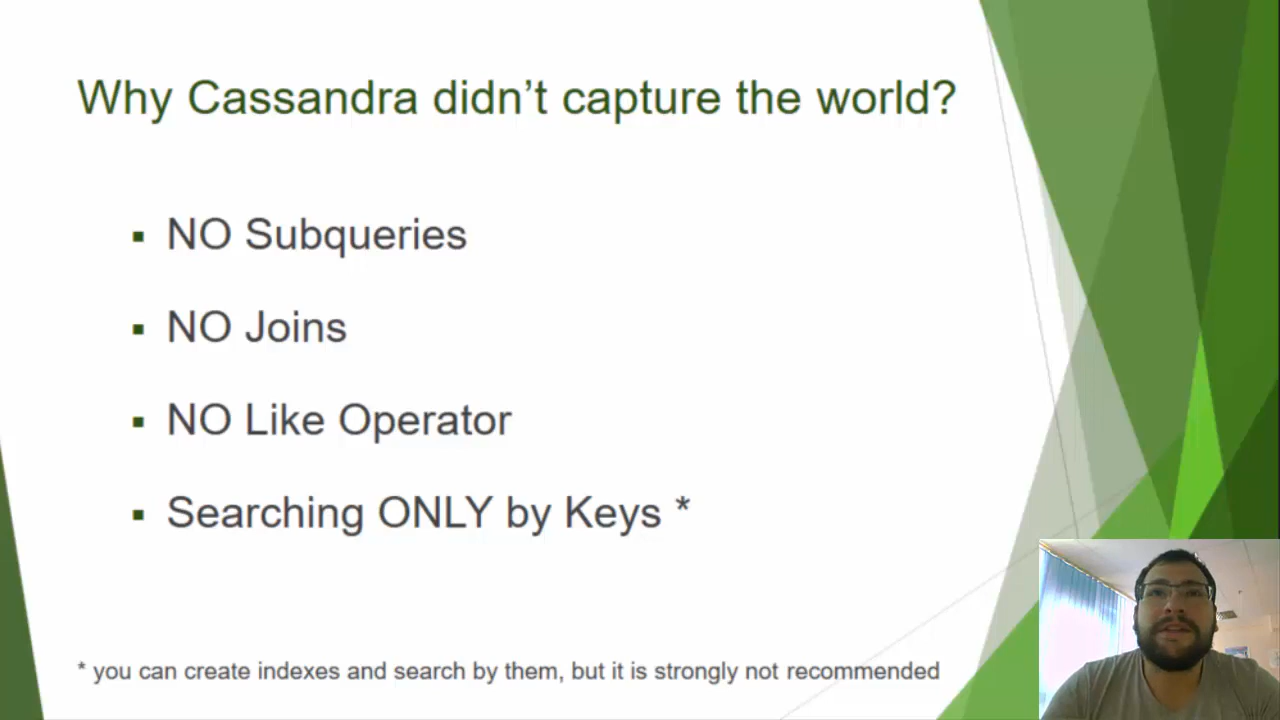 Why Cassandra didn't capture the world?
▪ NO Subqueries
▪ NO Joins
▪ NO Like Operator
▪ Searching ONLY by Keys *
* you can create indexes and search by them, but it is strongly not recommended